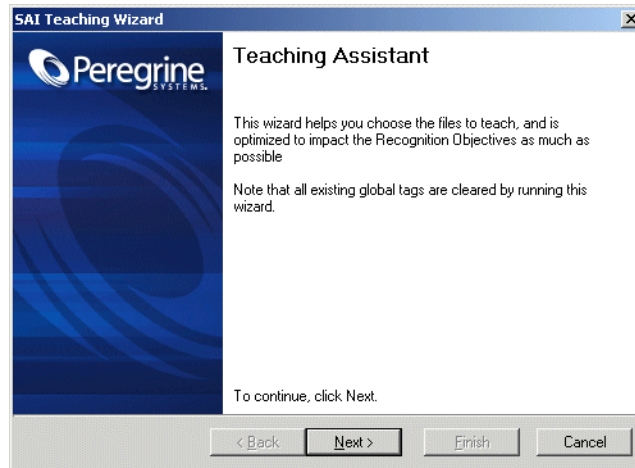 SAI Teaching Wizard
Peregrine
SYSTEMS.
Teaching Assistant
This wizard helps you choose the files to teach, and is
optimized to impact the Recognition Objectives as much as
possible
Note that all existing global tags are cleared by running this
wizard.
To continue, click Next.
< Back
Next >
Finish
Cancel